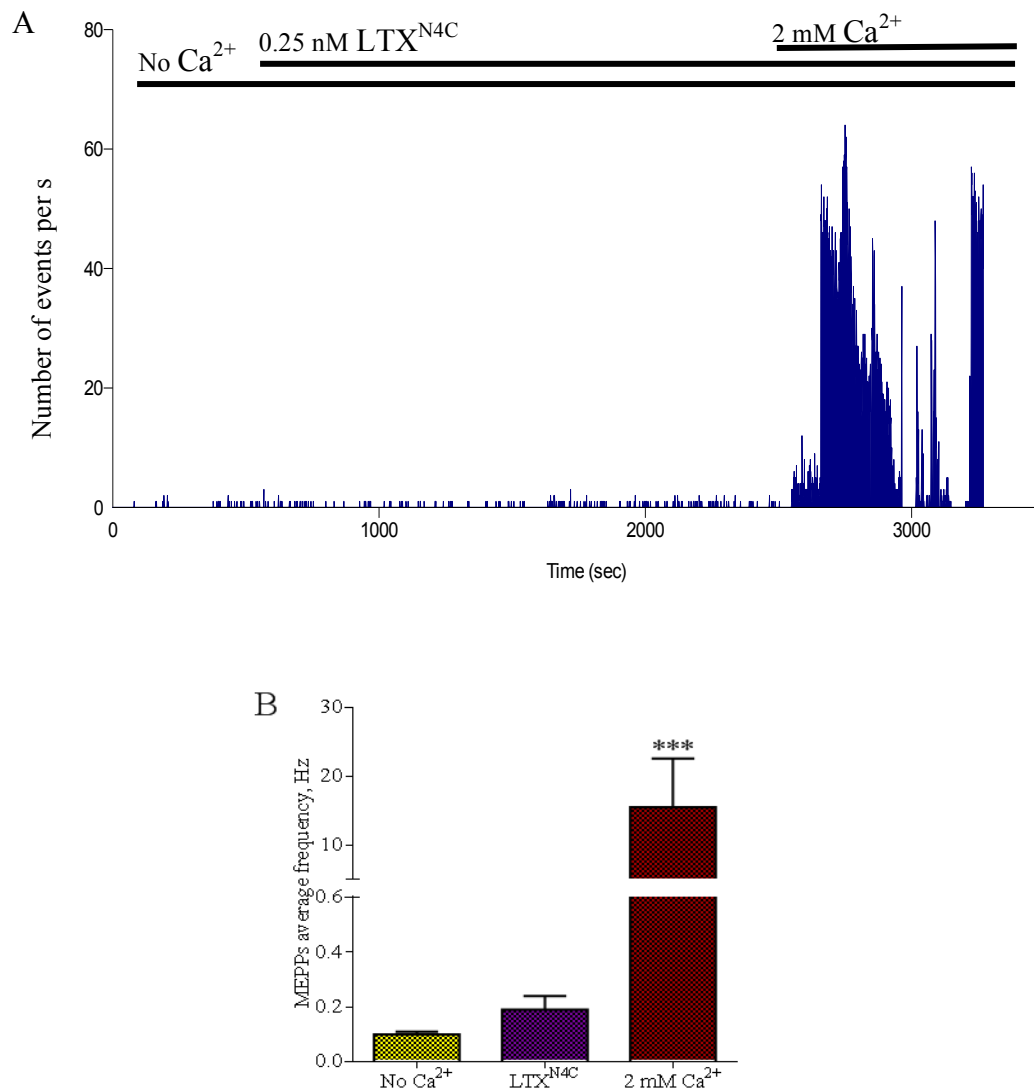 A
80
60
40
20
0
No Ca²⁺
0.25 nM LTXᴺ⁴ᶜ
2 mM Ca²⁺
Number of events per s
0 1000 2000 3000
Time (sec)
B
30
20
10
0.6
0.4
0.2
0.0
MEPPs average frequency, Hz
***
No Ca²⁺ LTXᴺ⁴ᶜ 2 mM Ca²⁺